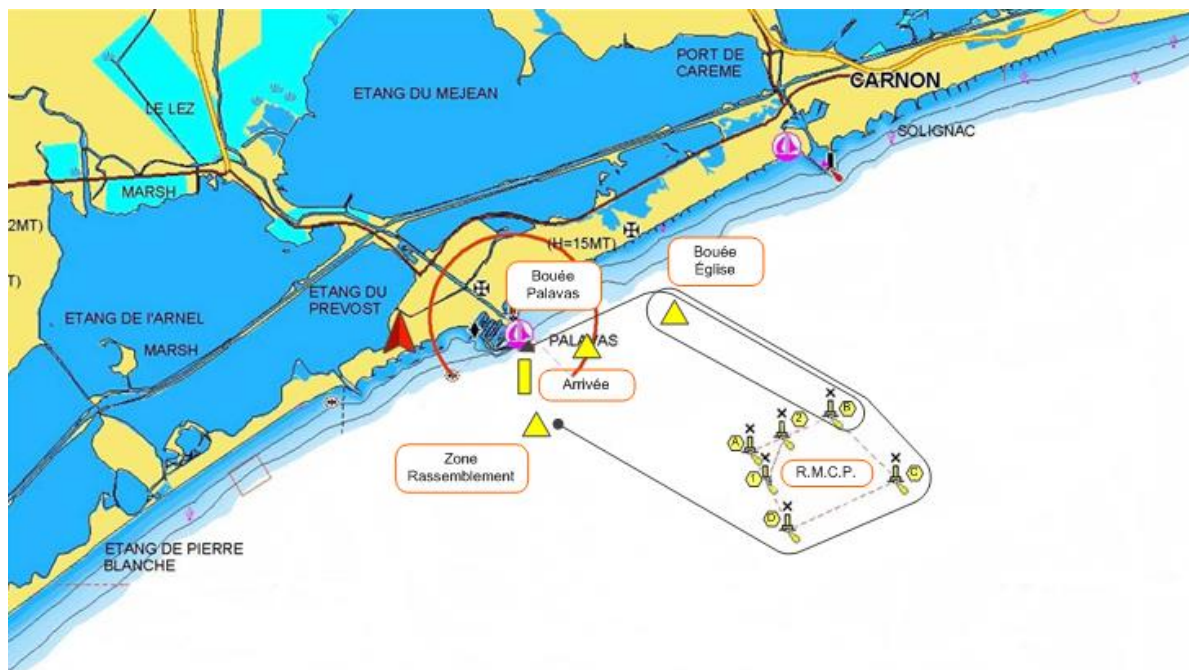 PORT DE
CAREME
CARNON
ETANG DU MEJEAN
LE LEZ
SOLIGNAC
MARSH
2MT)
(H=15MT)
Bouée
Église
Bouée
Palavas
T)
ETANG DU
PREVOST
ETANG DE l'ARNEL
MARSH
PALAVAS
Arrivée
Zone
Rassemblement
B
2
A
R.M.C.P.
1
C
D
ETANG DE PIERRE
BLANCHE